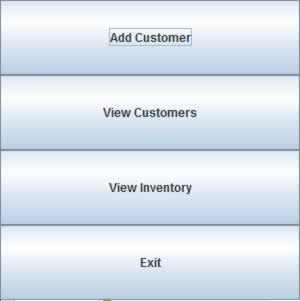 Add Customer
View Customers
View Inventory
Exit